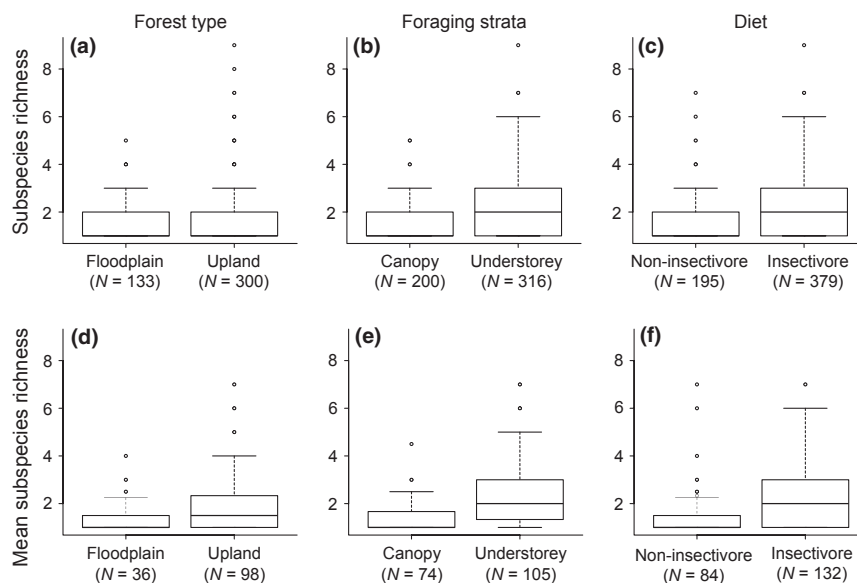 Forest type Foraging strata Diet
(a) (b) (c)
Subspecies richness
8 8 8
6 6 6
4 4 4
2 2 2
Floodplain Upland Canopy Understorey Non-insectivore Insectivore
(N = 133) (N = 300) (N = 200) (N = 316) (N = 195) (N = 379)
(d) (e) (f)
Mean subspecies richness
8 8 8
6 6 6
4 4 4
2 2 2
Floodplain Upland Canopy Understorey Non-insectivore Insectivore
(N = 36) (N = 98) (N = 74) (N = 105) (N = 84) (N = 132)